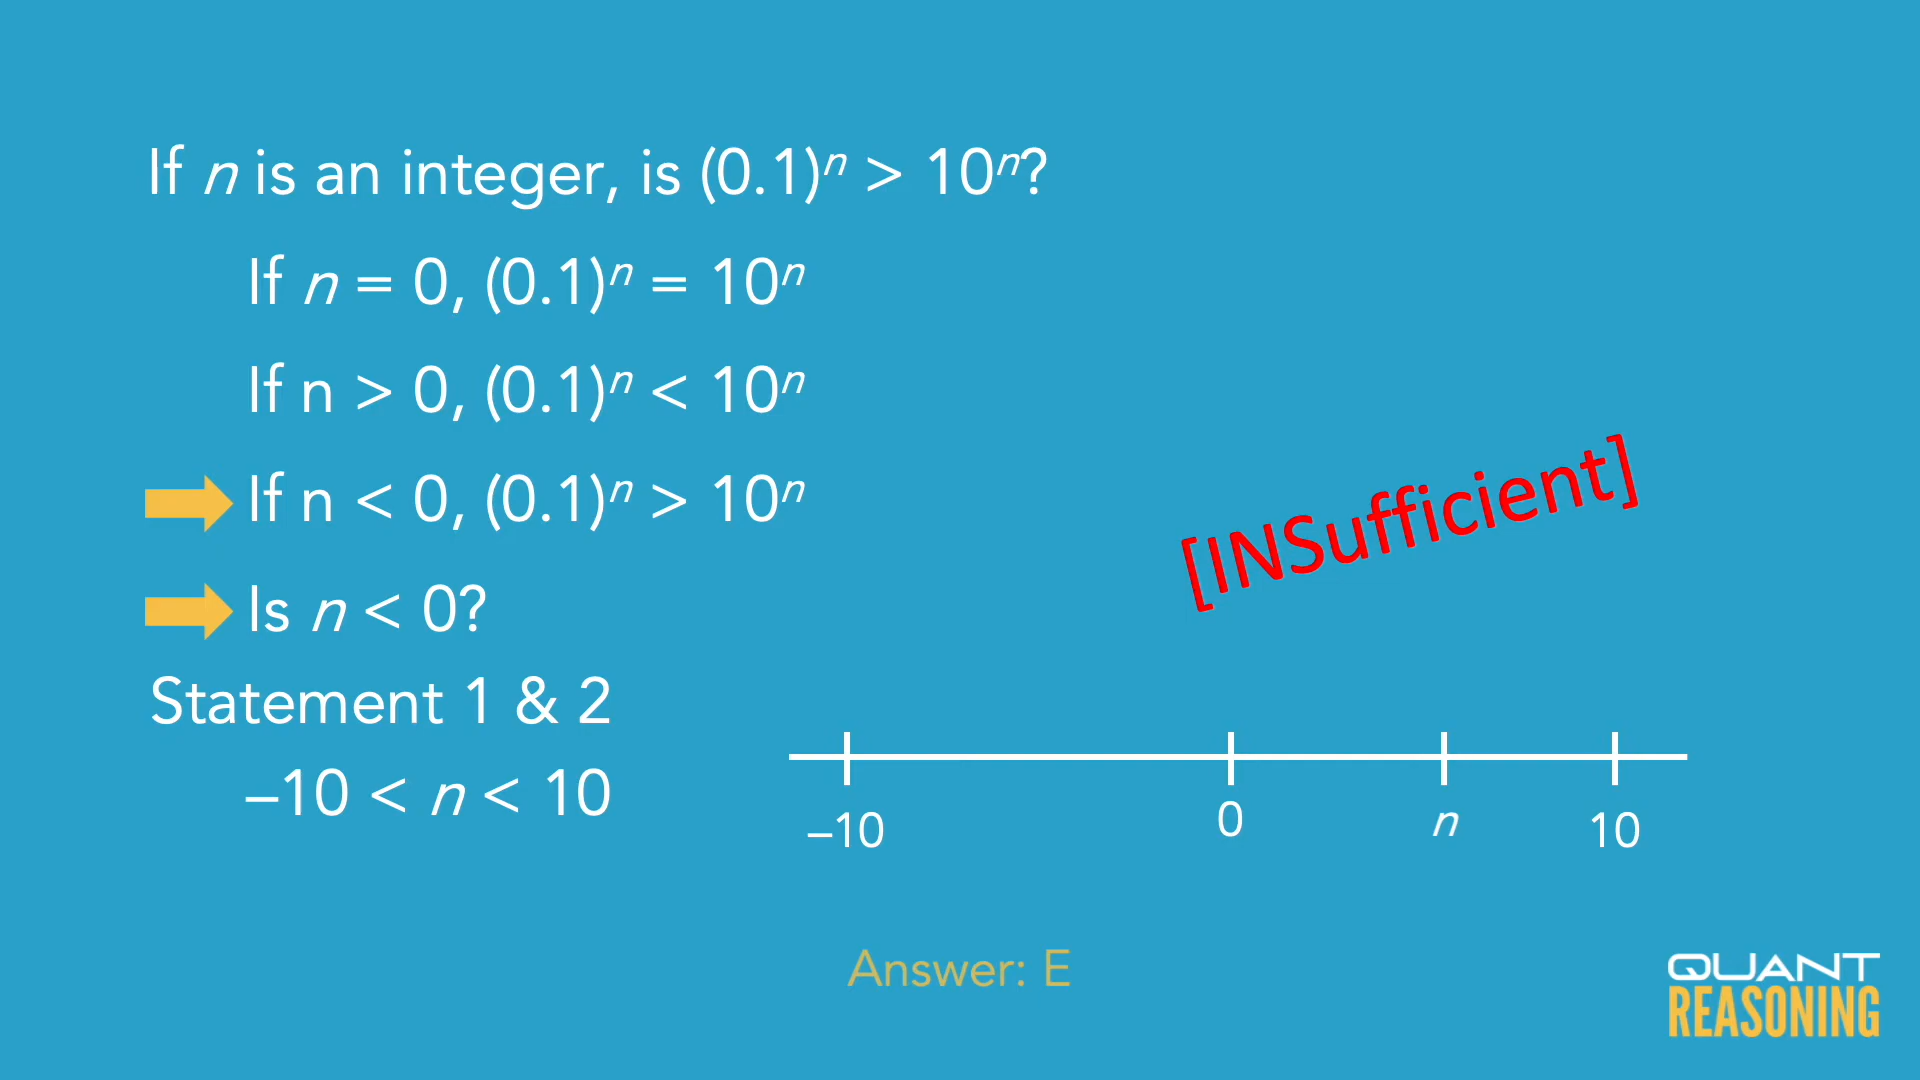 If n is an integer, is (0.1)ⁿ > 10ⁿ?
If n = 0, (0.1)ⁿ = 10ⁿ
If n > 0, (0.1)ⁿ < 10ⁿ
If n < 0, (0.1)ⁿ > 10ⁿ
[INSufficient]
Is n < 0?
Statement 1 & 2
–10 < n < 10
–10 0 n 10
Answer: E
QUANT
REASONING